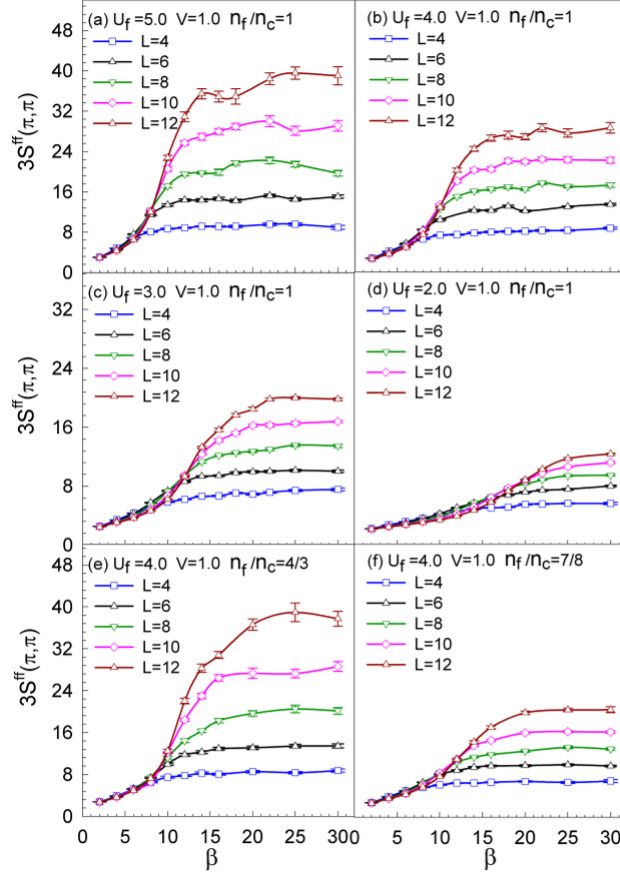 (a) U_f=5.0 V=1.0 n_f/n_c=1
L=4
L=6
L=8
L=10
L=12
3S^ff(π,π)
48
40
32
24
16
8
0
(b) U_f=4.0 V=1.0 n_f/n_c=1
L=4
L=6
L=8
L=10
L=12
(c) U_f=3.0 V=1.0 n_f/n_c=1
L=4
L=6
L=8
L=10
L=12
3S^ff(π,π)
32
24
16
8
0
(d) U_f=2.0 V=1.0 n_f/n_c=1
L=4
L=6
L=8
L=10
L=12
(e) U_f=4.0 V=1.0 n_f/n_c=4/3
L=4
L=6
L=8
L=10
L=12
3S^ff(π,π)
48
40
32
24
16
8
0
0 5 10 15 20 25 30
β
(f) U_f=4.0 V=1.0 n_f/n_c=7/8
L=4
L=6
L=8
L=10
L=12
5 10 15 20 25 30
β